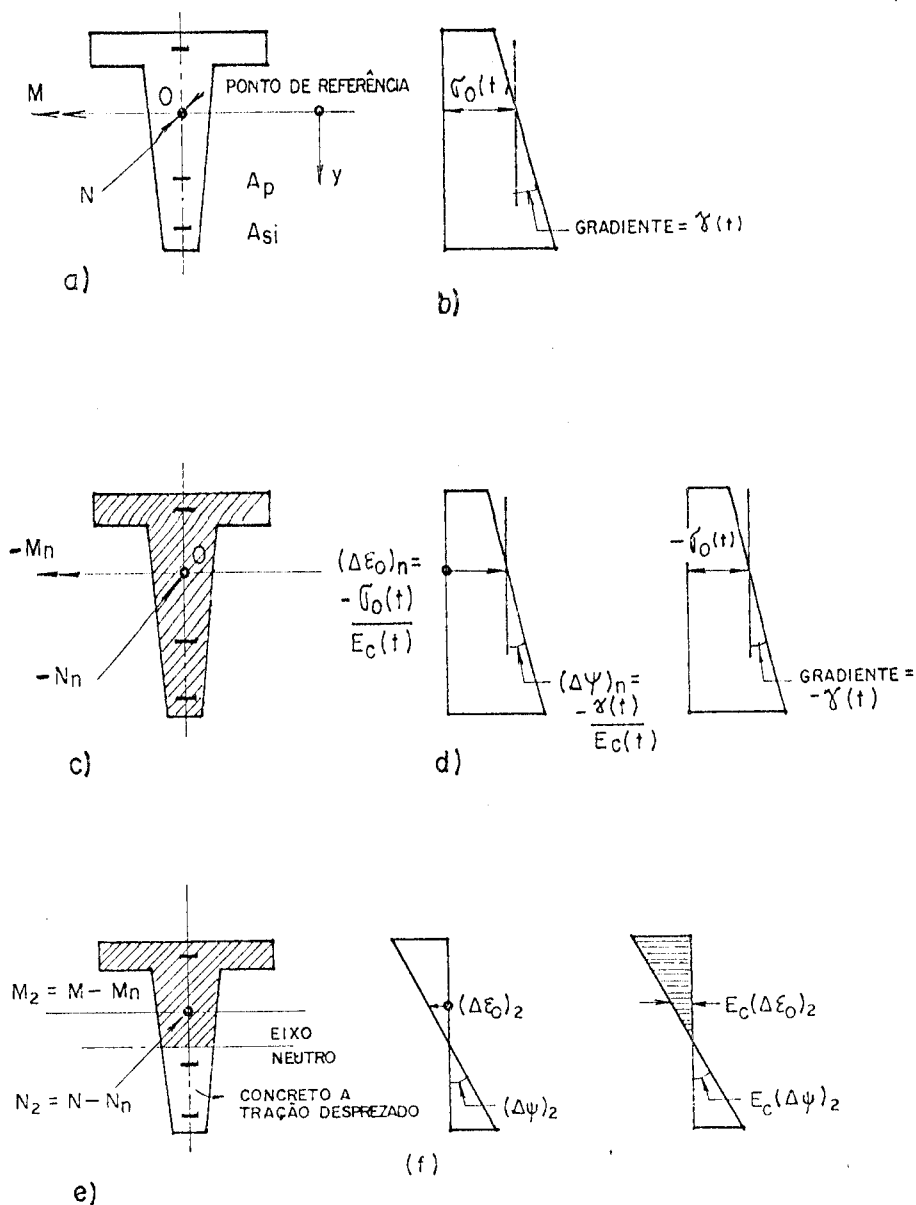 M
O
PONTO DE REFERÊNCIA
N
Ap
Asi
y
a)
σo(t)
GRADIENTE = γ(t)
b)
-Mn
O
-Nn
c)
(Δεo)n =
-σo(t)
Ec(t)
(Δψ)n =
-γ(t)
Ec(t)
d)
-σo(t)
GRADIENTE =
-γ(t)
M2 = M - Mn
EIXO
NEUTRO
N2 = N - Nn
CONCRETO A
TRAÇÃO DESPREZADO
e)
(Δεo)2
(Δψ)2
(f)
Ec(Δεo)2
Ec(Δψ)2